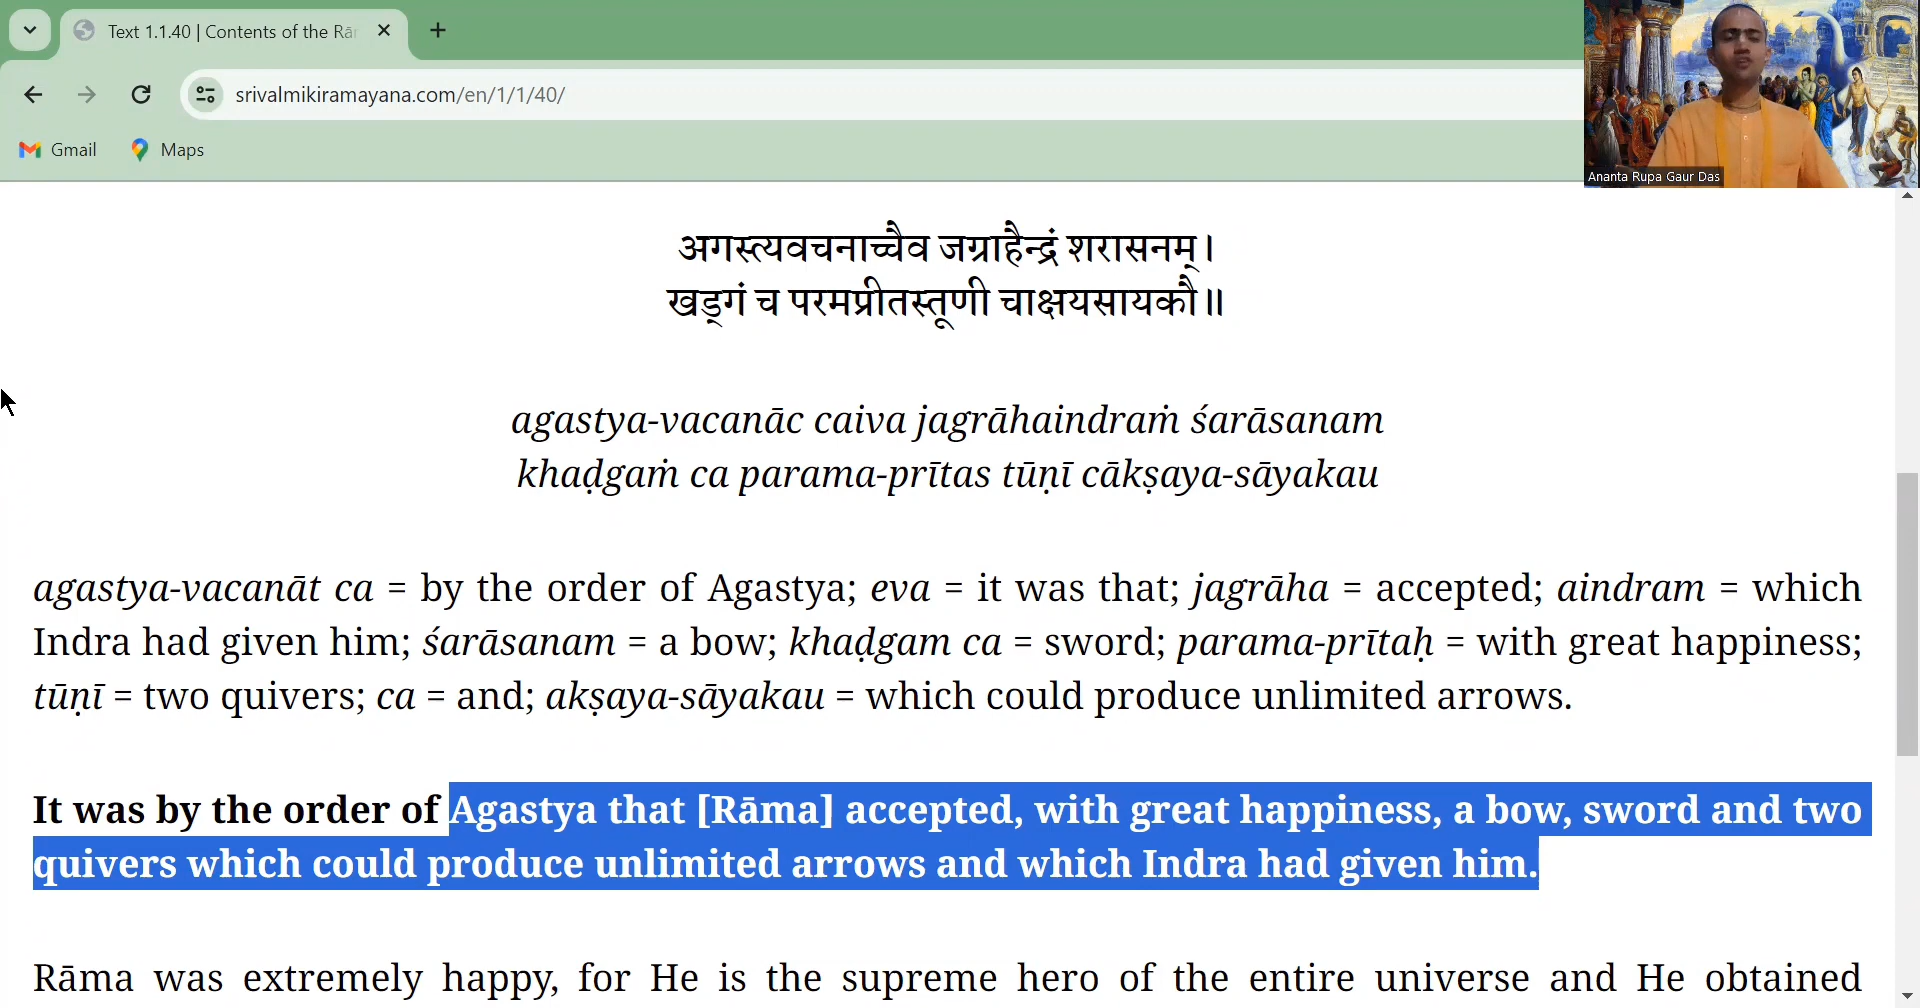 Text 1.1.40 | Contents of the Rār
srivalmikiramayana.com/en/1/1/40/
Gmail
Maps
Ananta Rupa Gaur Das
अगस्त्यवचनाच्चैव जग्राहैन्द्रं शरासनम्।
खड्गं च परमप्रीतस्तूणी चाक्षयसायकौ॥
agastya-vacanāc caiva jagrāhaindraṁ śarāsanam
khaḍgaṁ ca parama-prītas tūṇī cākṣaya-sāyakau
agastya-vacanāt ca = by the order of Agastya; eva = it was that; jagrāha = accepted; aindram = which
Indra had given him; śarāsanam = a bow; khaḍgam ca = sword; parama-prītaḥ = with great happiness;
tūṇī = two quivers; ca = and; akṣaya-sāyakau = which could produce unlimited arrows.
It was by the order of Agastya that [Rāma] accepted, with great happiness, a bow, sword and two
quivers which could produce unlimited arrows and which Indra had given him.
Rāma was extremely happy, for He is the supreme hero of the entire universe and He obtained